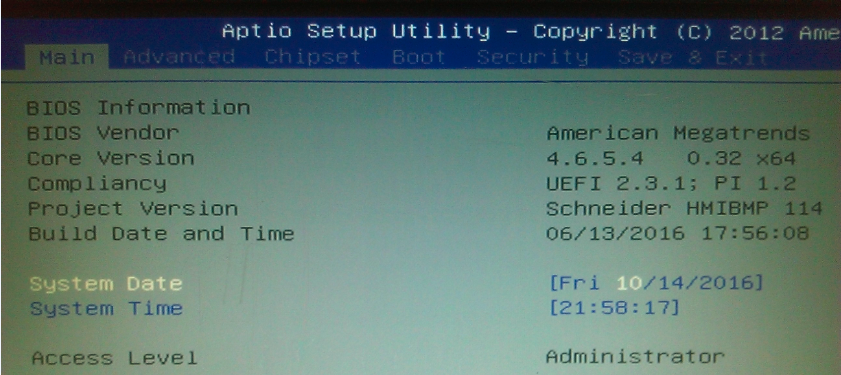 Aptio Setup Utility – Copyright (C) 2012 Ame
Main Advanced Chipset Boot Security Save & Exit
BIOS Information
BIOS Vendor American Megatrends
Core Version 4.6.5.4 0.32 x64
Compliancy UEFI 2.3.1; PI 1.2
Project Version Schneider HMIBMP 114
Build Date and Time 06/13/2016 17:56:08
System Date [Fri 10/14/2016]
System Time [21:58:17]
Access Level Administrator